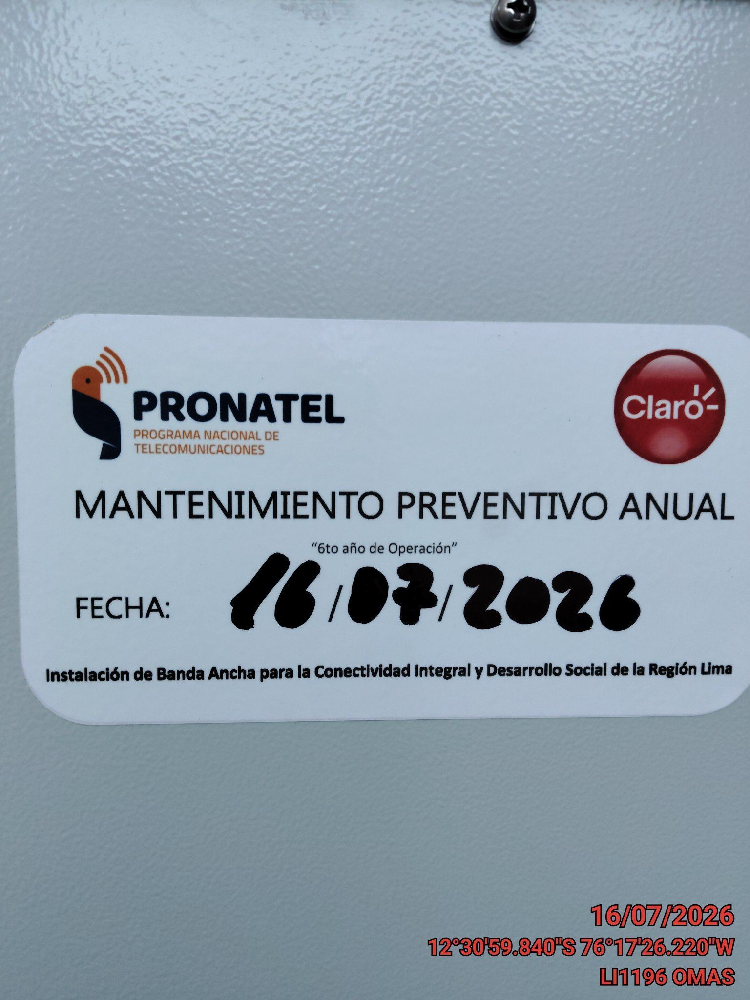 PRONATEL
PROGRAMA NACIONAL DE
TELECOMUNICACIONES
Claro
MANTENIMIENTO PREVENTIVO ANUAL
“6to año de Operación”
FECHA: 16/07/2026
Instalación de Banda Ancha para la Conectividad Integral y Desarrollo Social de la Región Lima
16/07/2026
12°30'59.840"S 76°17'26.220"W
LI1196 OMAS